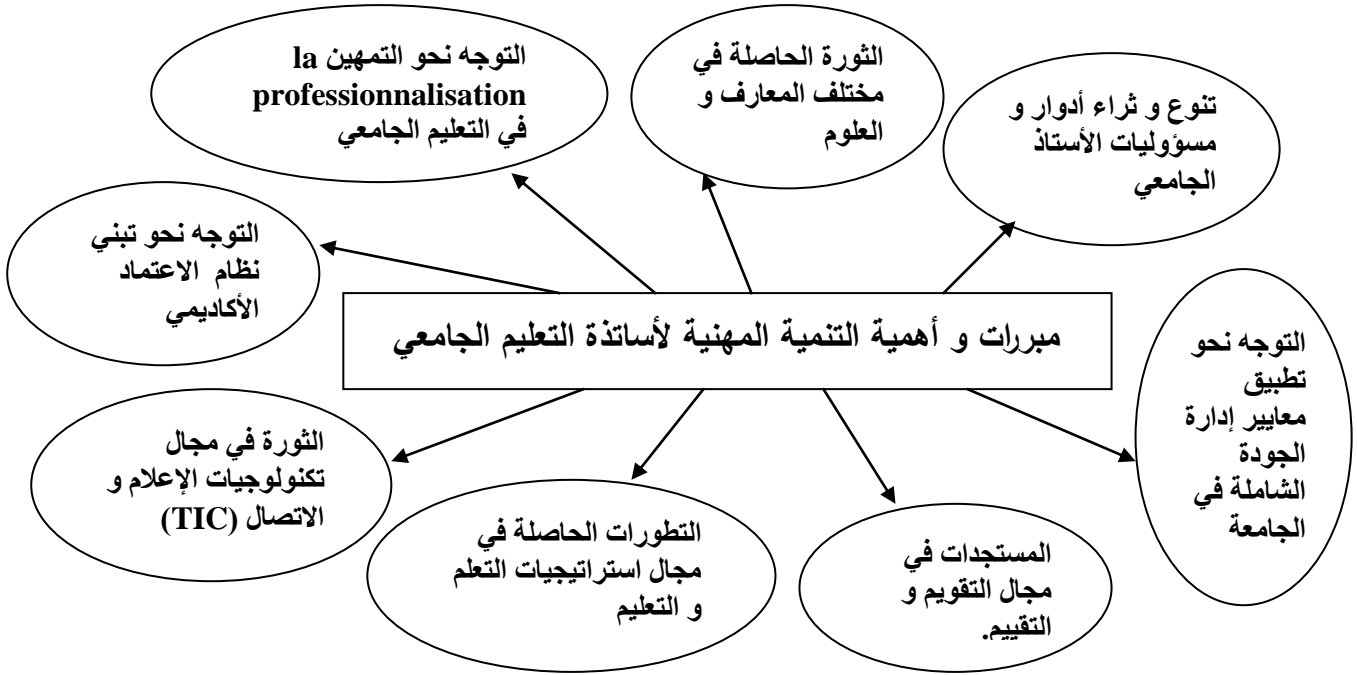 الثورة الحاصلة في
مختلف المعارف و
العلوم
التوجه نحو التمهين la
professionnalisation
في التعليم الجامعي
تنوع و ثراء أدوار و
مسؤوليات الأستاذ
الجامعي
التوجه نحو تبني
نظام الاعتماد
الأكاديمي
مبررات و أهمية التنمية المهنية لأساتذة التعليم الجامعي
التوجه نحو
تطبيق
معايير إدارة
الجودة
الشاملة في
الجامعة
الثورة في مجال
تكنولوجيات الإعلام و
الاتصال (TIC)
التطورات الحاصلة في
مجال استراتيجيات التعلم
و التعليم
المستجدات في
مجال التقويم و
التقييم.